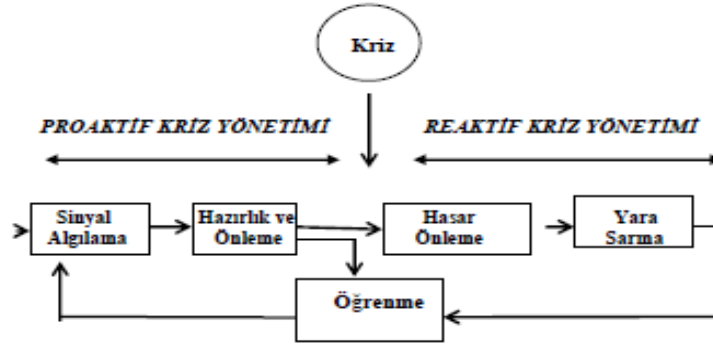 Kriz
PROAKTİF KRİZ YÖNETİMİ
REAKTİF KRİZ YÖNETİMİ
Sinyal
Algılama
Hazırlık ve
Önleme
Hasar
Önleme
Yara
Sarma
Öğrenme